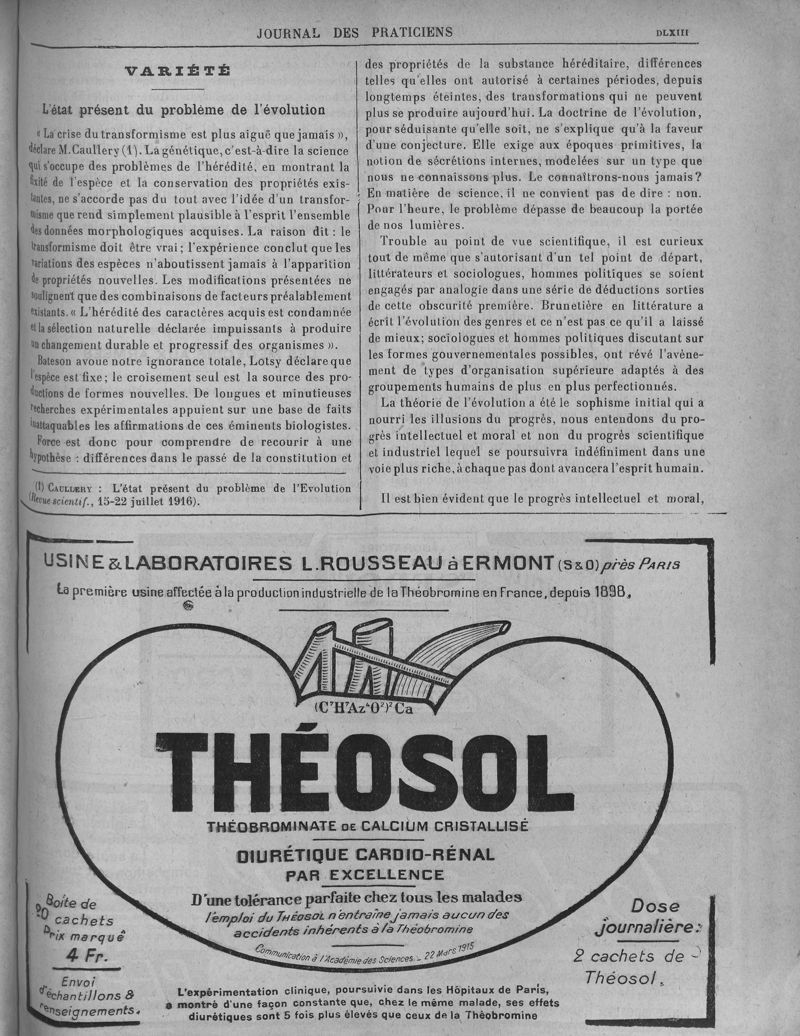 JOURNAL DES PRATICIENS
DLXIII
VARIÉTÉ
L'état présent du problème de l'évolution
« La crise du transformisme est plus aiguë que jamais »,
déclare M. Caullery (1). La génétique, c'est-à-dire la science
qui s'occupe des problèmes de l'hérédité, en montrant la
fixité de l'espèce et la conservation des propriétés exis-
tantes, ne s'accorde pas du tout avec l'idée d'un transfor-
misme que rend simplement plausible à l'esprit l'ensemble
des données morphologiques acquises. La raison dit : le
transformisme doit être vrai ; l'expérience conclut que les
variations des espèces n'aboutissent jamais à l'apparition
de propriétés nouvelles. Les modifications présentées ne
soulignent que des combinaisons de facteurs préalablement
existants. « L'hérédité des caractères acquis est condamnée
et la sélection naturelle déclarée impuissants à produire
un changement durable et progressif des organismes ».
Bateson avoue notre ignorance totale, Lotsy déclare que
l'espèce est fixe ; le croisement seul est la source des pro-
ductions de formes nouvelles. De longues et minutieuses
recherches expérimentales appuient sur une base de faits
inattaquables les affirmations de ces éminents biologistes.
Force est donc pour comprendre de recourir à une
hypothèse : différences dans le passé de la constitution et
(1) CAULLERY : L'état présent du problème de l'Evolution
(Revue scientif., 15-22 juillet 1916).
des propriétés de la substance héréditaire, différences
telles qu'elles ont autorisé à certaines périodes, depuis
longtemps éteintes, des transformations qui ne peuvent
plus se produire aujourd'hui. La doctrine de l'évolution,
pour séduisante qu'elle soit, ne s'explique qu'à la faveur
d'une conjecture. Elle exige aux époques primitives, la
notion de sécrétions internes, modelées sur un type que
nous ne connaissons plus. Le connaîtrons-nous jamais ?
En matière de science, il ne convient pas de dire : non.
Pour l'heure, le problème dépasse de beaucoup la portée
de nos lumières.
Trouble au point de vue scientifique, il est curieux
tout de même que s'autorisant d'un tel point de départ,
littérateurs et sociologues, hommes politiques se soient
engagés par analogie dans une série de déductions sorties
de cette obscurité première. Brunetière en littérature a
écrit l'évolution des genres et ce n'est pas ce qu'il a laissé
de mieux ; sociologues et hommes politiques discutant sur
les formes gouvernementales possibles, ont rêvé l'avène-
ment de types d'organisation supérieure adaptés à des
groupements humains de plus en plus perfectionnés.
La théorie de l'évolution a été le sophisme initial qui a
nourri les illusions du progrès, nous entendons du pro-
grès intellectuel et moral et non du progrès scientifique
et industriel lequel se poursuivra indéfiniment dans une
voie plus riche, à chaque pas dont avancera l'esprit humain.
Il est bien évident que le progrès intellectuel et moral,
USINE & LABORATOIRES L. ROUSSEAU à ERMONT (S & O) près PARIS
La première usine affectée à la production industrielle de la Théobromine en France, depuis 1898.
(C⁷H⁷Az⁴O²)² Ca
THÉOSOL
THÉOBROMINATE DE CALCIUM CRISTALLISÉ
DIURÉTIQUE CARDIO-RÉNAL
PAR EXCELLENCE
D'une tolérance parfaite chez tous les malades
l'emploi du THÉOSOL n'entraîne jamais aucun des
accidents inhérents à la Théobromine
Communication à l'Académie des Sciences. - 22 Mars 1915
Boîte de
20 cachets
Prix marqué
4 Fr.
Envoi
d'échantillons &
renseignements.
Dose
journalière :
2 cachets de
Théosol.
L'expérimentation clinique, poursuivie dans les Hôpitaux de Paris,
a montré d'une façon constante que, chez le même malade, ses effets
diurétiques sont 5 fois plus élevés que ceux de la Théobromine